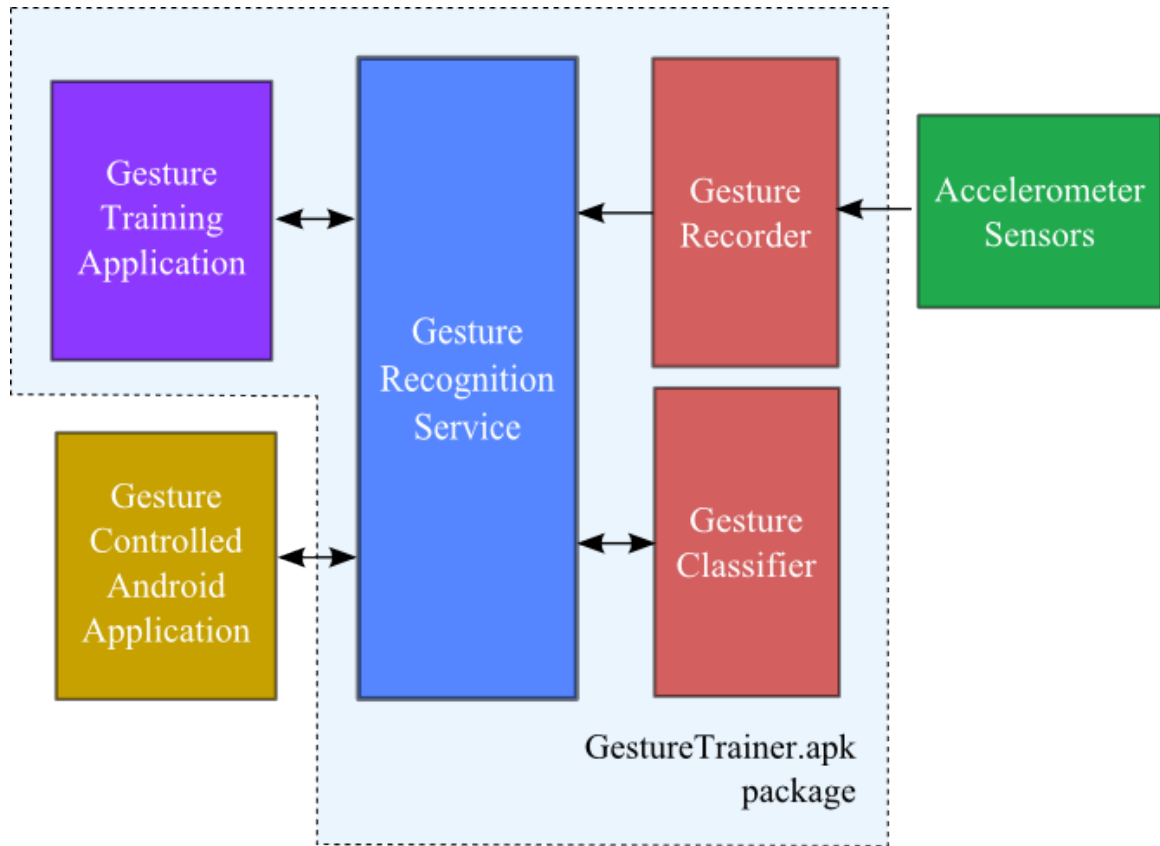 Gesture
Training
Application
Gesture
Recognition
Service
Gesture
Recorder
Accelerometer
Sensors
Gesture
Controlled
Android
Application
Gesture
Classifier
GestureTrainer.apk
package